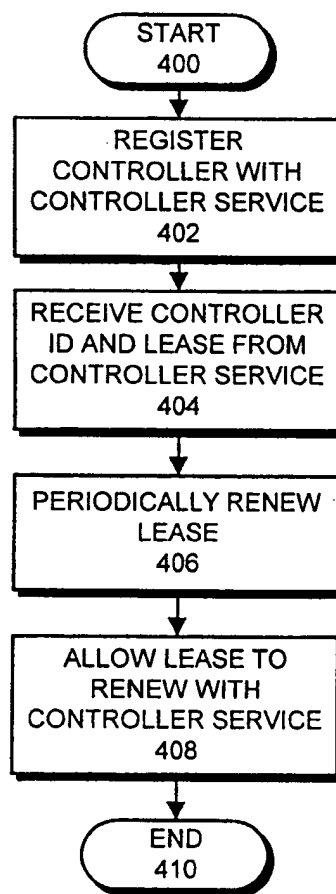 START
400
REGISTER
CONTROLLER WITH
CONTROLLER SERVICE
402
RECEIVE CONTROLLER
ID AND LEASE FROM
CONTROLLER SERVICE
404
PERIODICALLY RENEW
LEASE
406
ALLOW LEASE TO
RENEW WITH
CONTROLLER SERVICE
408
END
410